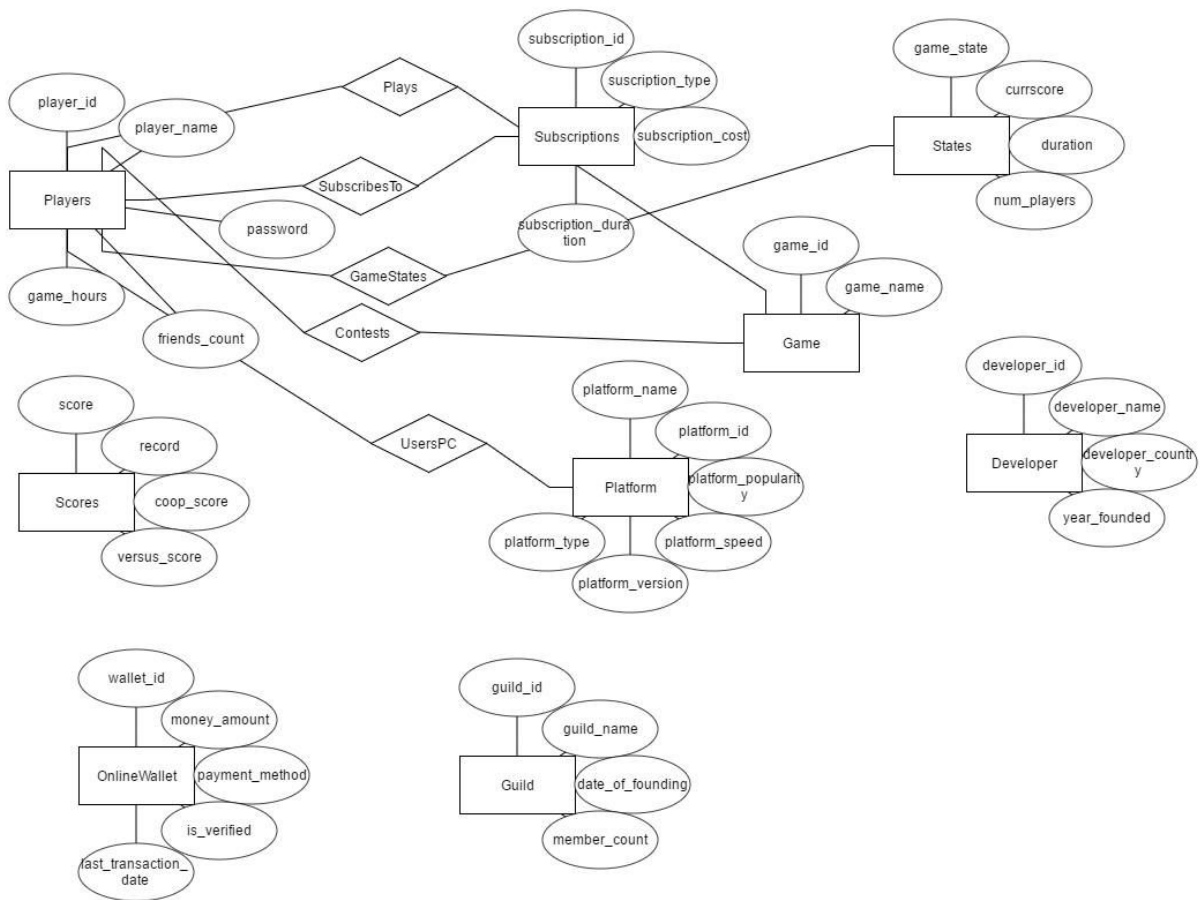 subscription_id
game_state
Plays
suscription_type
player_id
currscore
player_name
Subscriptions
subscription_cost
States
duration
SubscribesTo
Players
num_players
password
subscription_dura
tion
game_id
GameStates
game_name
game_hours
friends_count
Contests
Game
developer_id
platform_name
score
developer_name
platform_id
record
UsersPC
developer_countr
y
Developer
Platform
platform_popularit
y
Scores
coop_score
year_founded
platform_type
platform_speed
versus_score
platform_version
wallet_id
guild_id
money_amount
guild_name
OnlineWallet
payment_method
Guild
date_of_founding
is_verified
member_count
last_transaction_
date